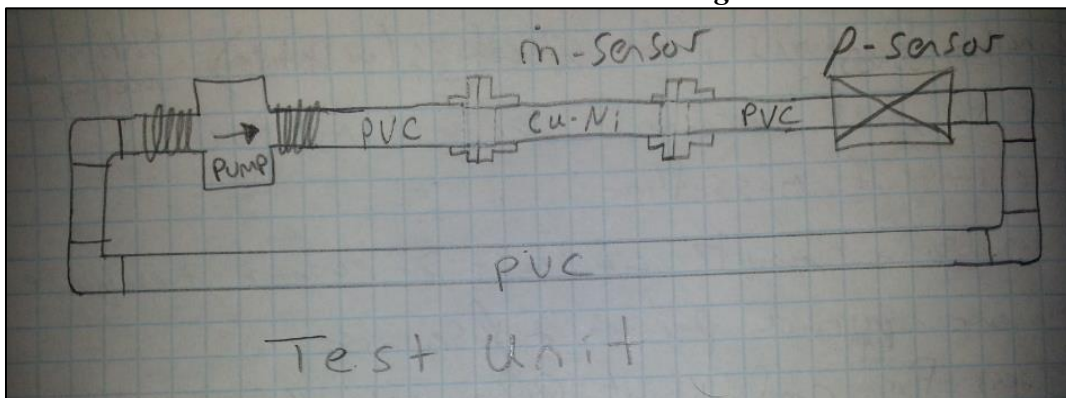 ṁ-sensor
ρ-sensor
PUMP
PVC
Cu-Ni
PVC
PVC
Test Unit